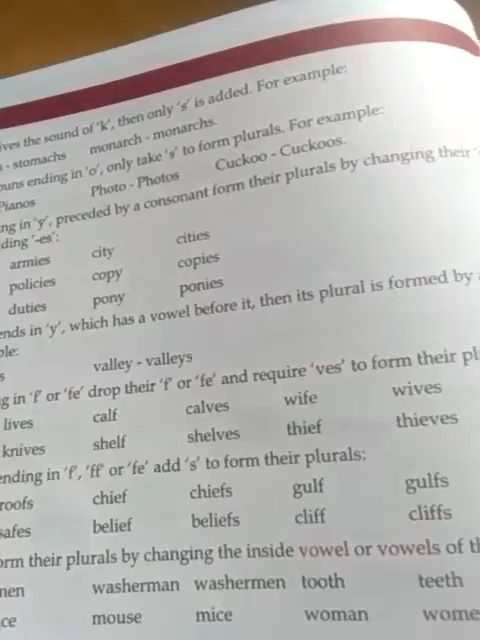 ives the sound of 'k', then only 's' is added. For example:
- stomachs monarch - monarchs.
ouns ending in 'o', only take 's' to form plurals. For example:
Pianos Photo - Photos Cuckoo - Cuckoos.
ng in 'y', preceded by a consonant form their plurals by changing their
ding '-es':
armies city cities
policies copy copies
duties pony ponies
ends in 'y', which has a vowel before it, then its plural is formed by
ple:
s valley - valleys
g in 'f' or 'fe' drop their 'f' or 'fe' and require 'ves' to form their pl
lives calf calves wife wives
knives shelf shelves thief thieves
ending in 'f', 'ff' or 'fe' add 's' to form their plurals:
roofs chief chiefs gulf gulfs
safes belief beliefs cliff cliffs
orm their plurals by changing the inside vowel or vowels of th
men washerman washermen tooth teeth
ce mouse mice woman wome